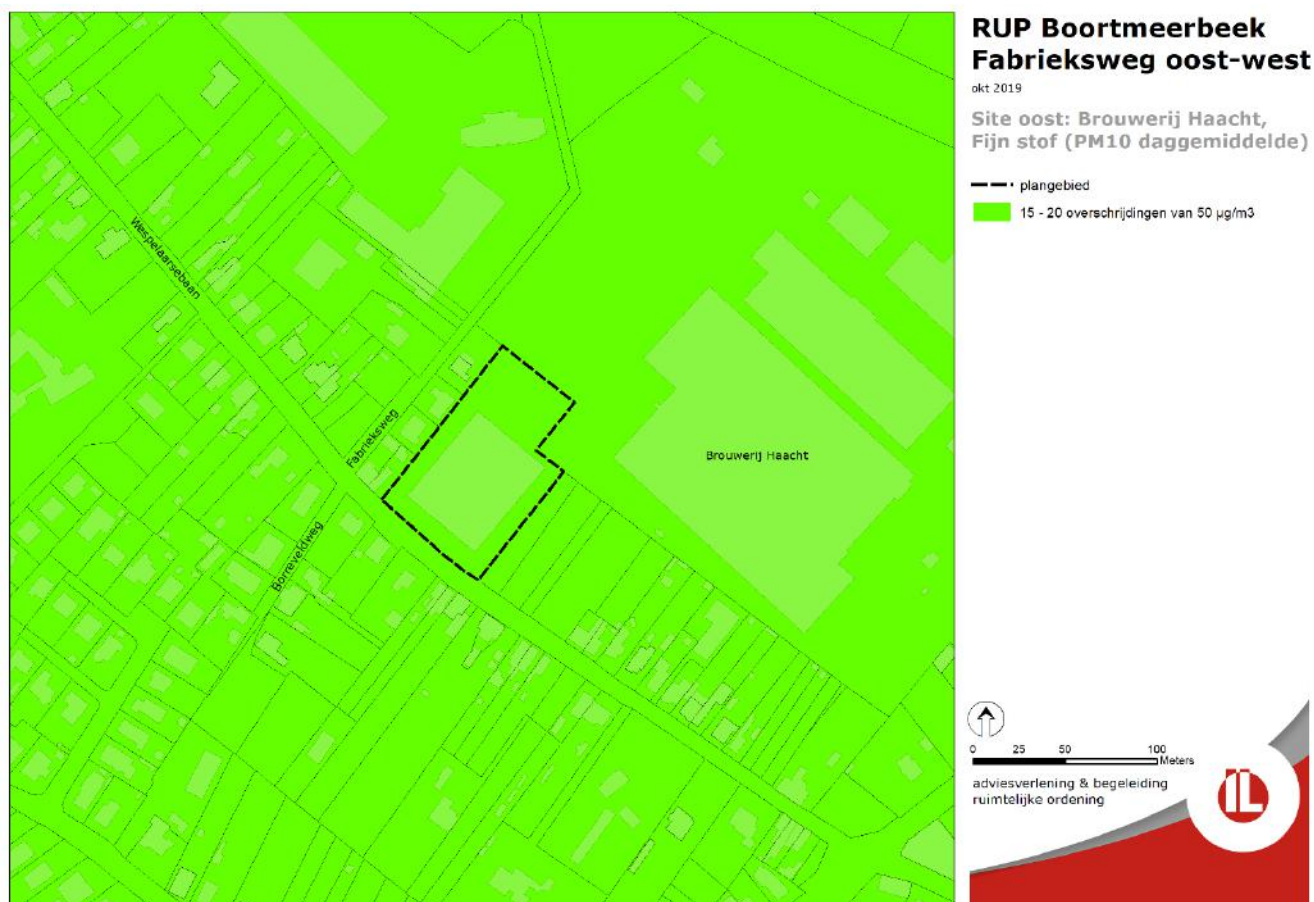 RUP Boortmeerbeek
Fabrieksweg oost-west
okt 2019
Site oost: Brouwerij Haacht,
Fijn stof (PM10 daggemiddelde)
plangebied
15 - 20 overschrijdingen van 50 µg/m3
Wespelaarsebaan
Fabrieksweg
Borreveldweg
Brouwerij Haacht
0 25 50 100
Meters
adviesverlening & begeleiding
ruimtelijke ordening
IL